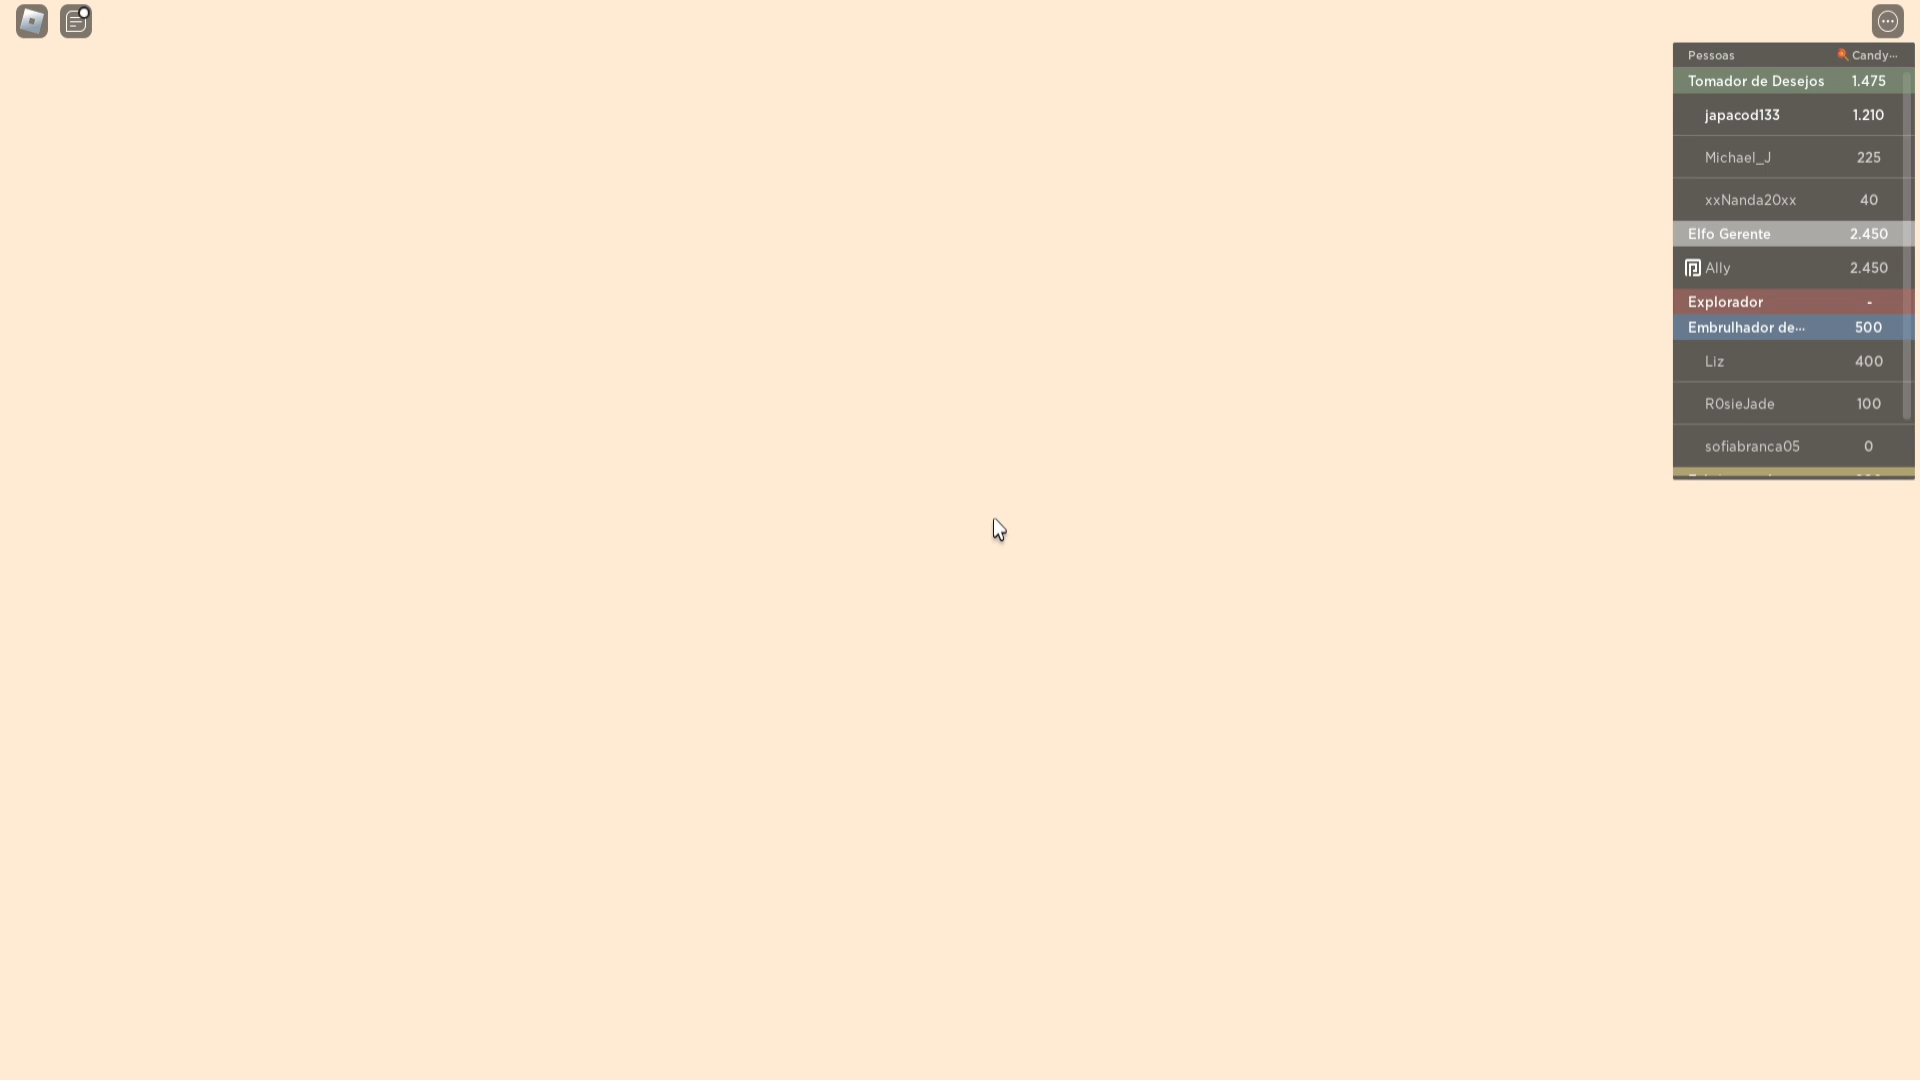 Pessoas Candy...
Tomador de Desejos 1.475
japacod133 1.210
Michael_J 225
xxNanda20xx 40
Elfo Gerente 2.450
Ally 2.450
Explorador -
Embrulhador de... 500
Liz 400
R0sieJade 100
sofiabranca05 0